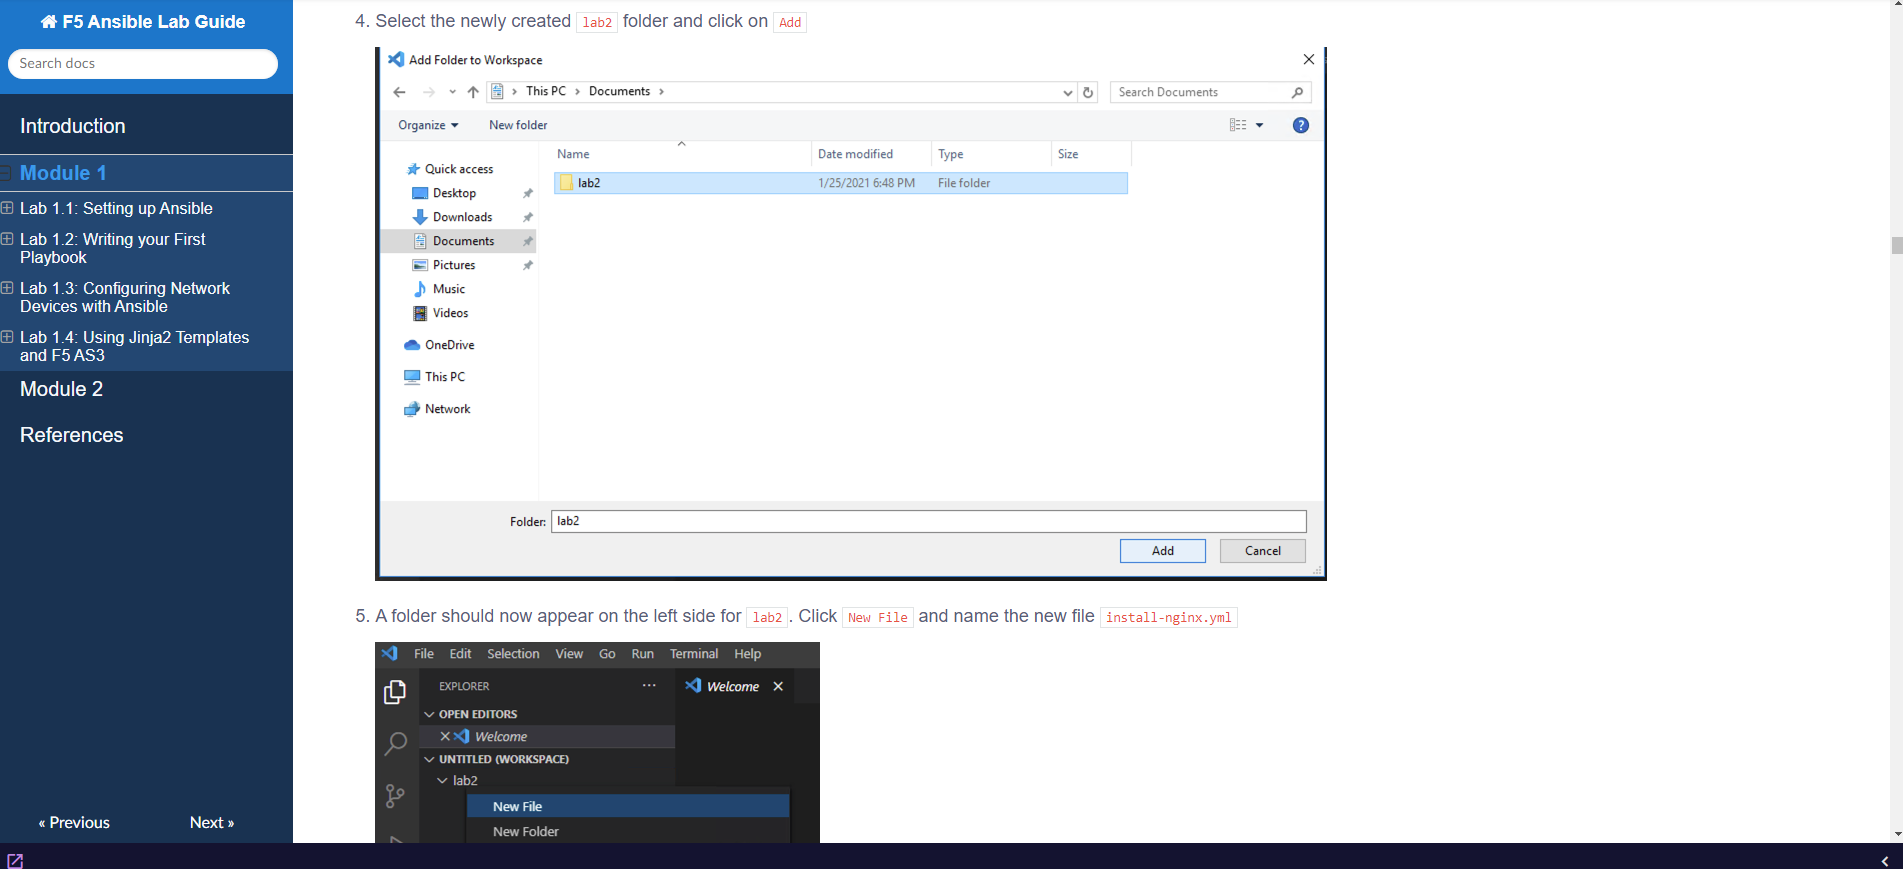 F5 Ansible Lab Guide
Search docs
Introduction
Module 1
Lab 1.1: Setting up Ansible
Lab 1.2: Writing your First
Playbook
Lab 1.3: Configuring Network
Devices with Ansible
Lab 1.4: Using Jinja2 Templates
and F5 AS3
Module 2
References
« Previous
Next »
4. Select the newly created lab2 folder and click on Add
Add Folder to Workspace
This PC > Documents >
Search Documents
Organize
New folder
Name
Date modified
Type
Size
lab2
1/25/2021 6:48 PM
File folder
Quick access
Desktop
Downloads
Documents
Pictures
Music
Videos
OneDrive
This PC
Network
Folder:
lab2
Add
Cancel
5. A folder should now appear on the left side for lab2. Click New File and name the new file install-nginx.yml
File Edit Selection View Go Run Terminal Help
EXPLORER
Welcome
OPEN EDITORS
Welcome
UNTITLED (WORKSPACE)
lab2
New File
New Folder